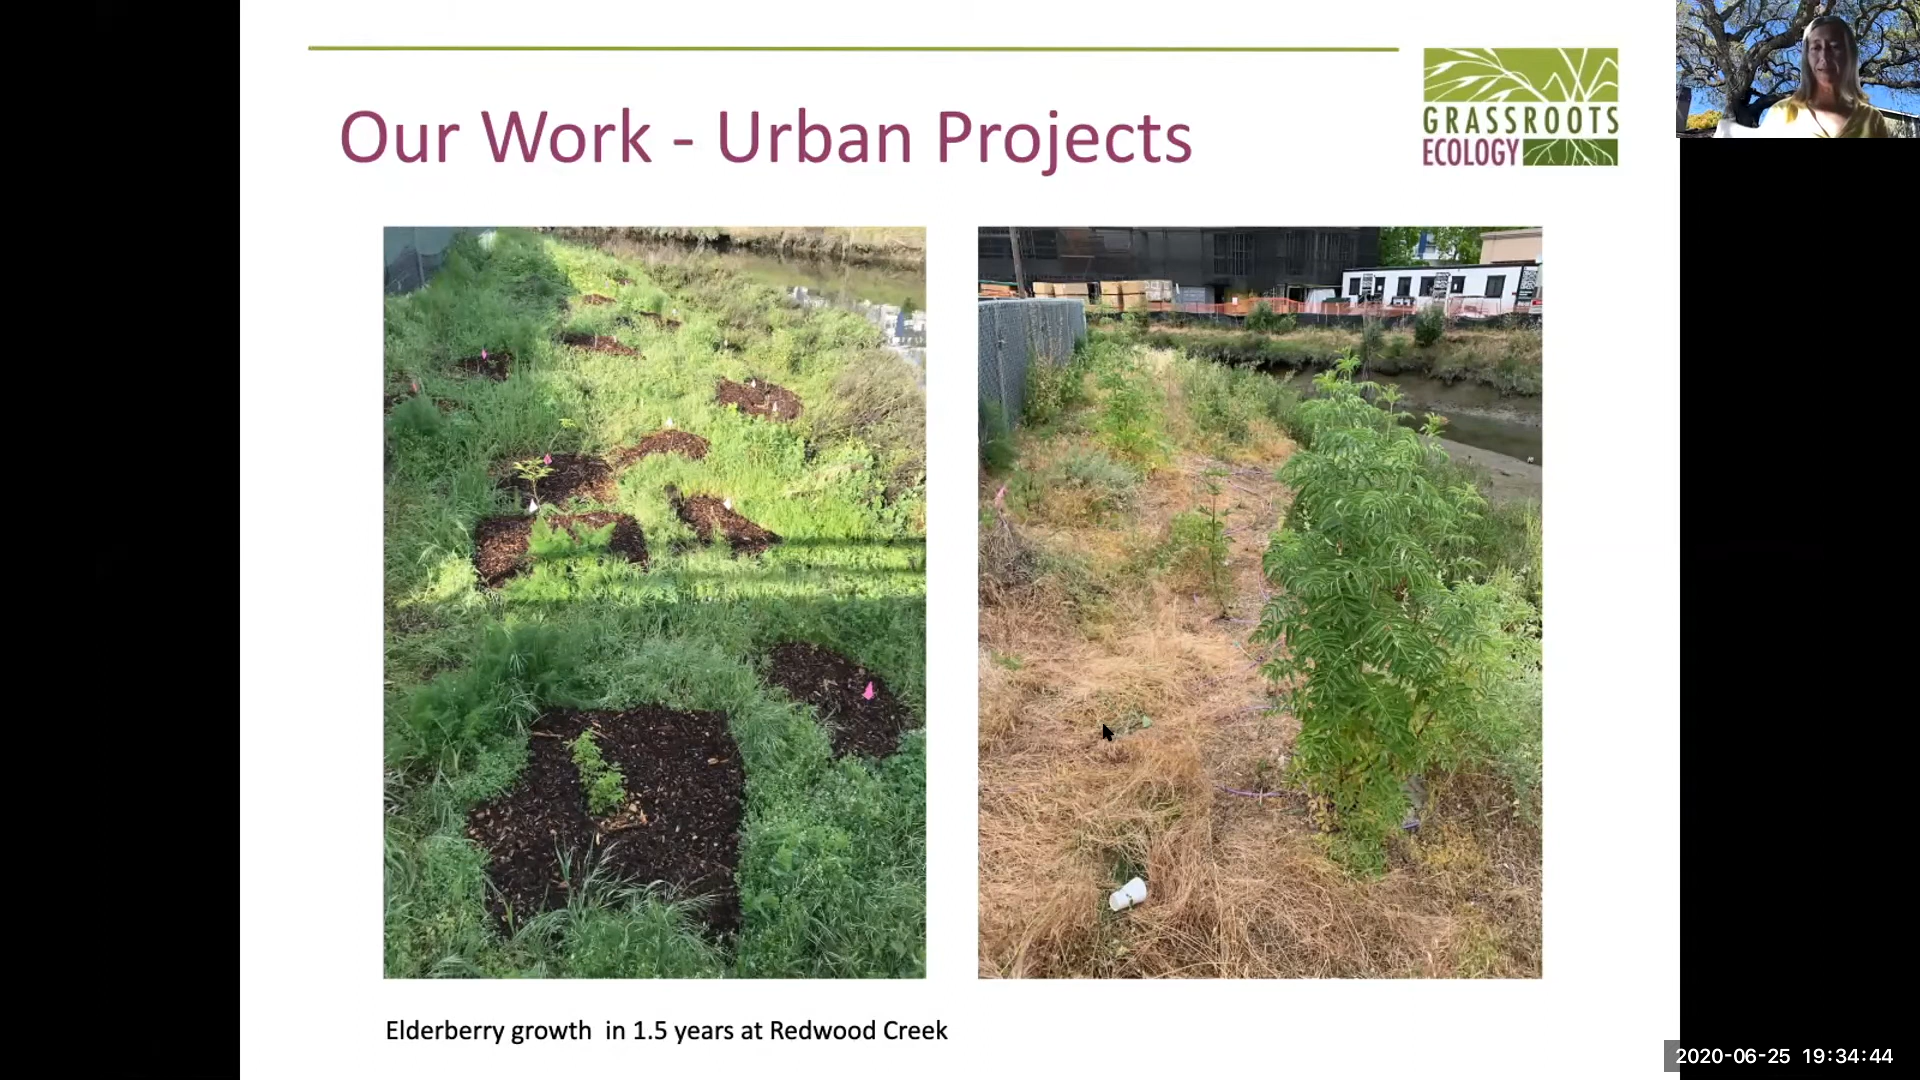 Our Work - Urban Projects
GRASSROOTS
ECOLOGY
Elderberry growth in 1.5 years at Redwood Creek
2020-06-25 19:34:44